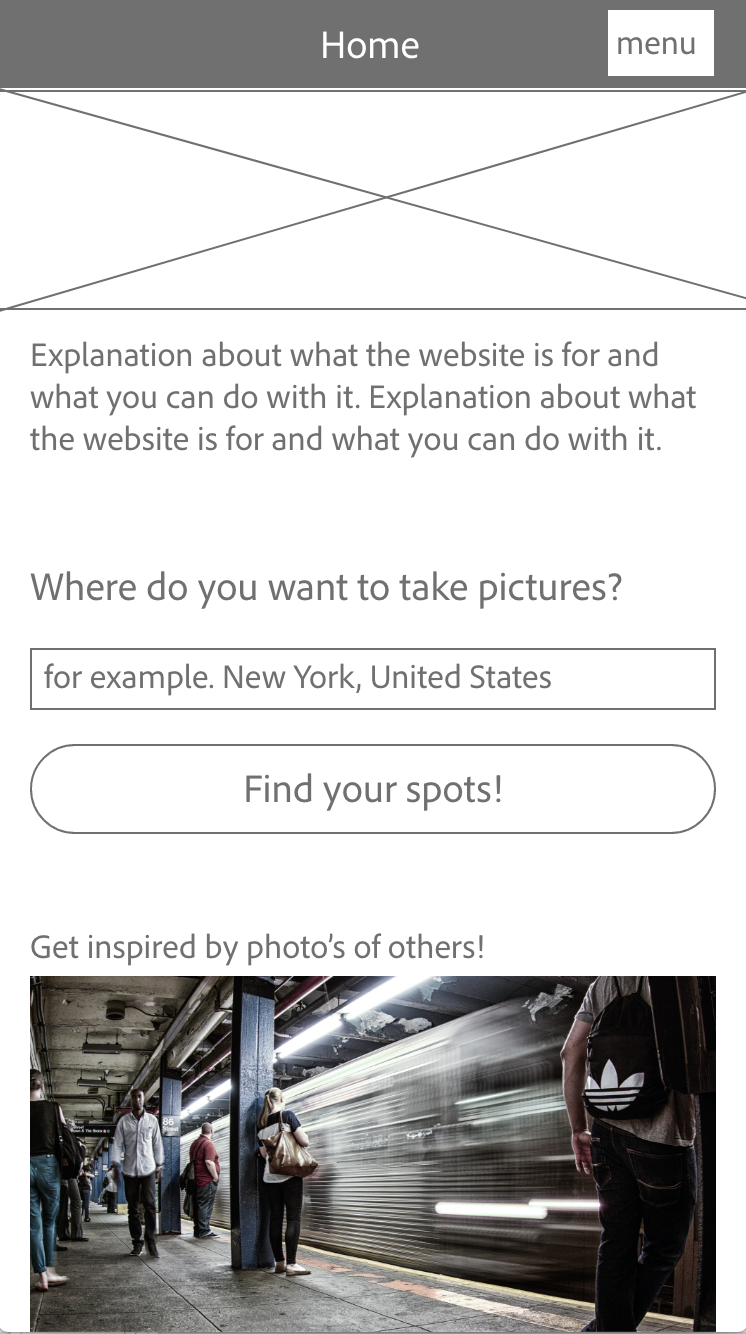 Home
menu
Explanation about what the website is for and
what you can do with it. Explanation about what
the website is for and what you can do with it.
Where do you want to take pictures?
for example. New York, United States
Find your spots!
Get inspired by photo's of others!
86
Street